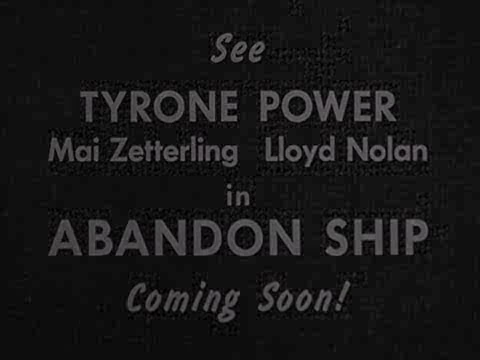 See
TYRONE POWER
Mai Zetterling Lloyd Nolan
in
ABANDON SHIP
Coming Soon!